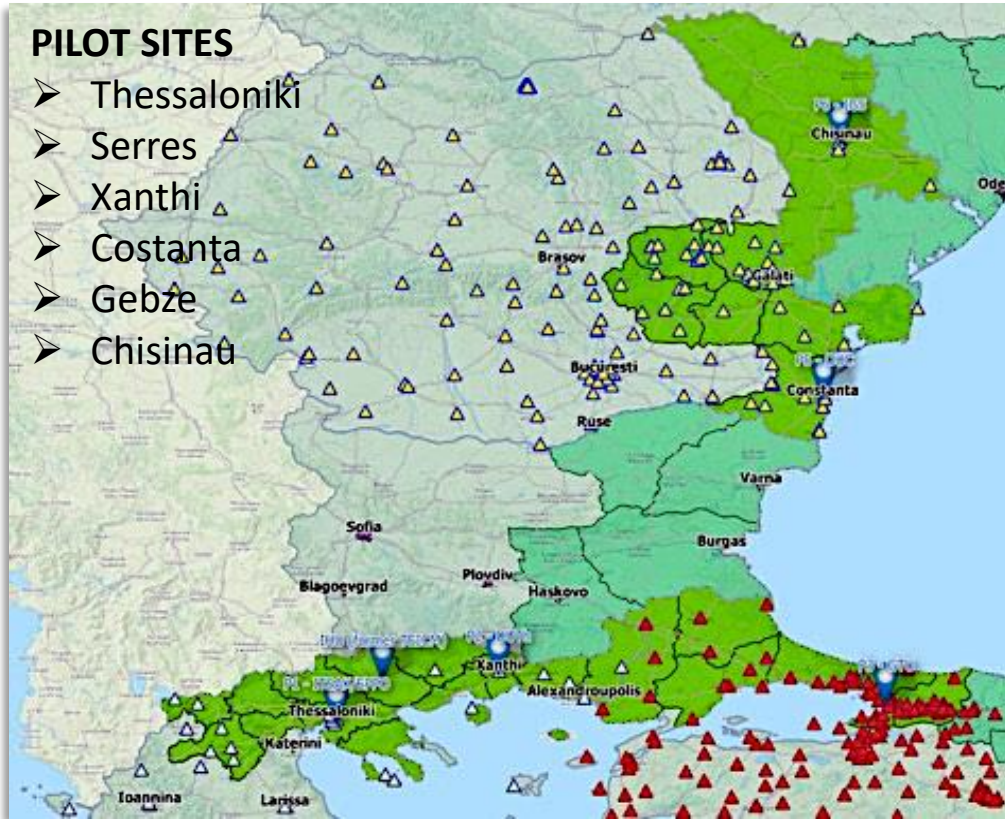 PILOT SITES
➢ Thessaloniki
➢ Serres
➢ Xanthi
➢ Costanta
➢ Gebze
➢ Chisinau
Chisinau
Ode
Brasov
Galati
Bucuresti
Constanta
Ruse
Varna
Sofia
Burgas
Blagoevgrad
Plovdiv
Haskovo
Xanthi
Alexandroupolis
Thessaloniki
Katerini
Ioannina
Larissa